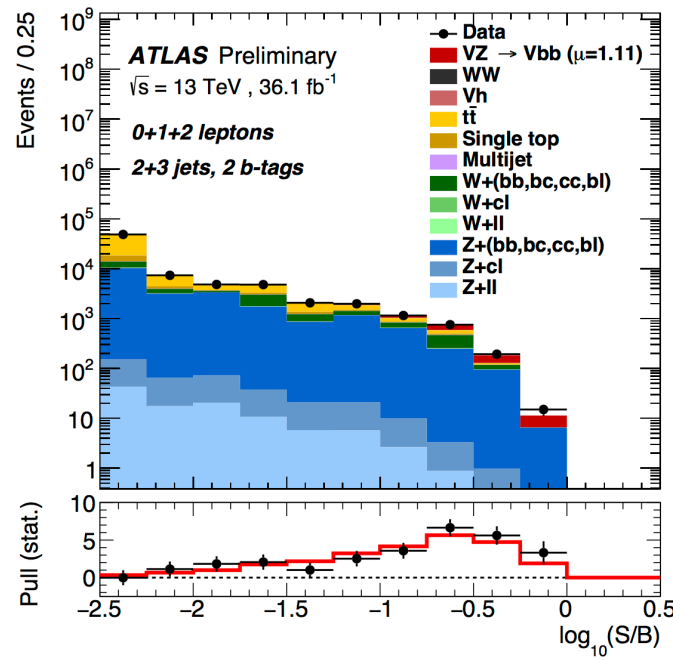 Events / 0.25
10⁹
10⁸
10⁷
10⁶
10⁵
10⁴
10³
10²
10
1
ATLAS Preliminary
√s = 13 TeV , 36.1 fb⁻¹
0+1+2 leptons
2+3 jets, 2 b-tags
Data
VZ → Vbb (μ=1.11)
WW
Vh
tt̄
Single top
Multijet
W+(bb,bc,cc,bl)
W+cl
W+ll
Z+(bb,bc,cc,bl)
Z+cl
Z+ll
Pull (stat.)
10
5
0
−2.5 −2 −1.5 −1 −0.5 0 0.5
log₁₀(S/B)